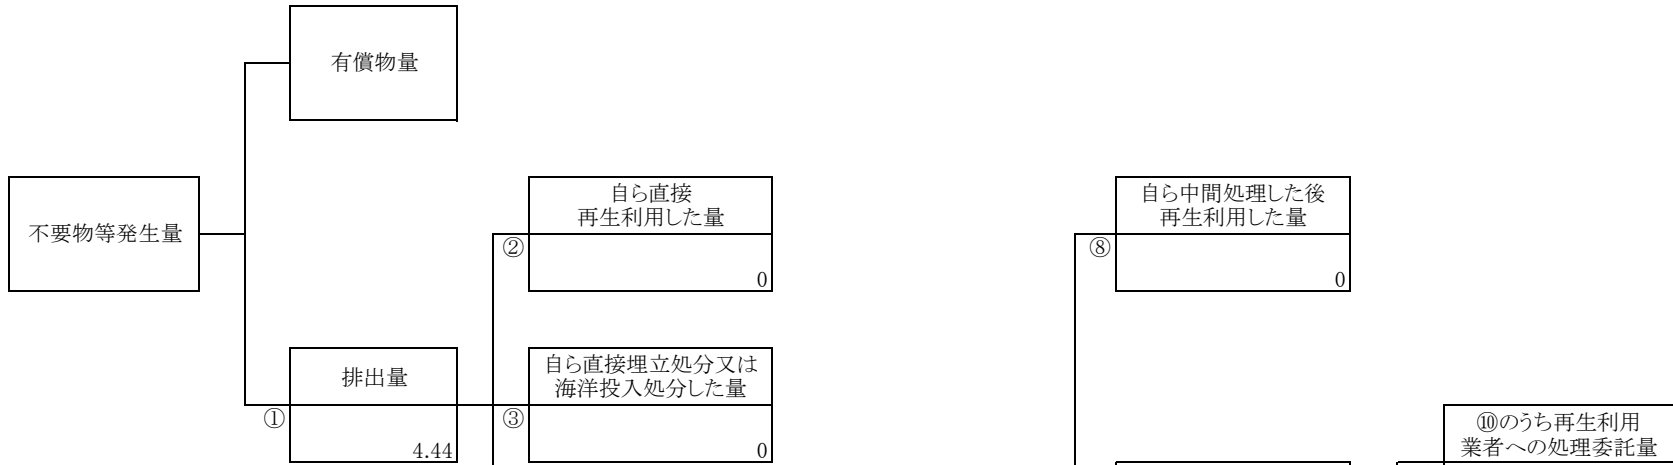 有償物量
不要物等発生量
自ら直接
再生利用した量
②
0
自ら中間処理した後
再生利用した量
⑧
0
排出量
①
4.44
自ら直接埋立処分又は
海洋投入処分した量
③
0
⑩のうち再生利用
業者への処理委託量